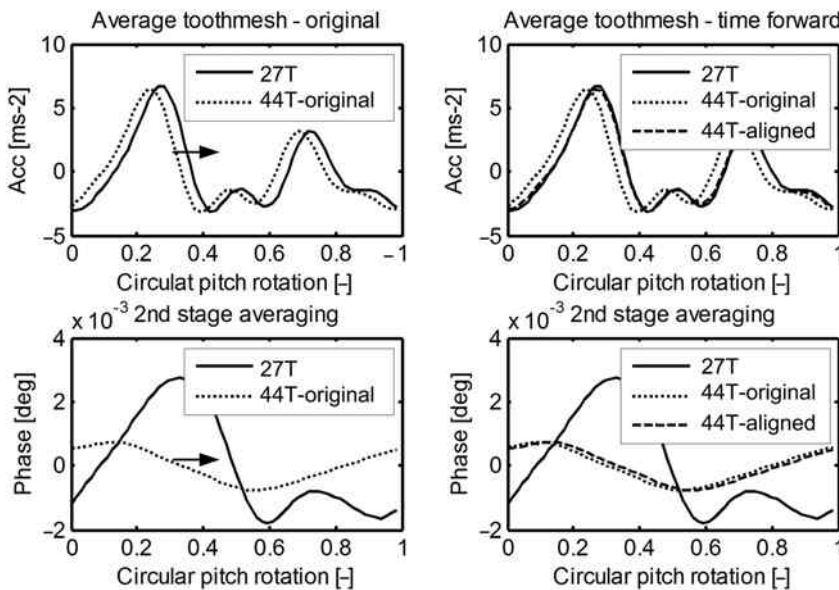 Average toothmesh - original
10
5
0
−5
Acc [ms-2]
27T
44T-original
0 0.2 0.4 0.6 0.8 −1
Circulat pitch rotation [-]
Average toothmesh - time forward
10
5
0
−5
Acc [ms-2]
27T
44T-original
44T-aligned
0 0.2 0.4 0.6 0.8 1
Circular pitch rotation [-]
x 10−3 2nd stage averaging
4
2
0
−2
Phase [deg]
27T
44T-original
0 0.2 0.4 0.6 0.8 1
Circular pitch rotation [-]
x 10−3 2nd stage averaging
4
2
0
−2
Phase [deg]
27T
44T-original
44T-aligned
0 0.2 0.4 0.6 0.8 1
Circular pitch rotation [-]